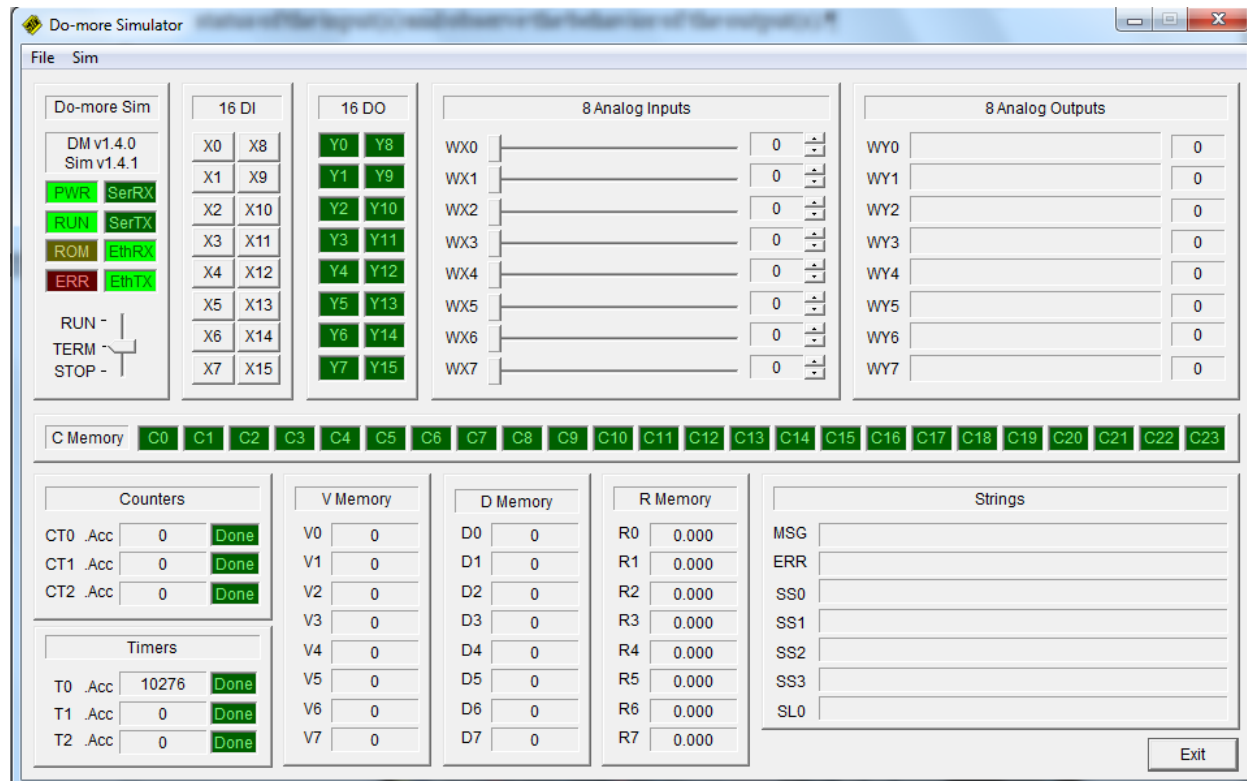 Do-more Simulator
File Sim
Do-more Sim
DM v1.4.0
Sim v1.4.1
PWR SerRX
RUN SerTX
ROM EthRX
ERR EthTX
RUN -
TERM -
STOP -
16 DI
X0 X8
X1 X9
X2 X10
X3 X11
X4 X12
X5 X13
X6 X14
X7 X15
16 DO
Y0 Y8
Y1 Y9
Y2 Y10
Y3 Y11
Y4 Y12
Y5 Y13
Y6 Y14
Y7 Y15
8 Analog Inputs
WX0 0
WX1 0
WX2 0
WX3 0
WX4 0
WX5 0
WX6 0
WX7 0
8 Analog Outputs
WY0 0
WY1 0
WY2 0
WY3 0
WY4 0
WY5 0
WY6 0
WY7 0
C Memory C0 C1 C2 C3 C4 C5 C6 C7 C8 C9 C10 C11 C12 C13 C14 C15 C16 C17 C18 C19 C20 C21 C22 C23
Counters
CT0 .Acc 0 Done
CT1 .Acc 0 Done
CT2 .Acc 0 Done
Timers
T0 .Acc 10276 Done
T1 .Acc 0 Done
T2 .Acc 0 Done
V Memory
V0 0
V1 0
V2 0
V3 0
V4 0
V5 0
V6 0
V7 0
D Memory
D0 0
D1 0
D2 0
D3 0
D4 0
D5 0
D6 0
D7 0
R Memory
R0 0.000
R1 0.000
R2 0.000
R3 0.000
R4 0.000
R5 0.000
R6 0.000
R7 0.000
Strings
MSG
ERR
SS0
SS1
SS2
SS3
SL0
Exit